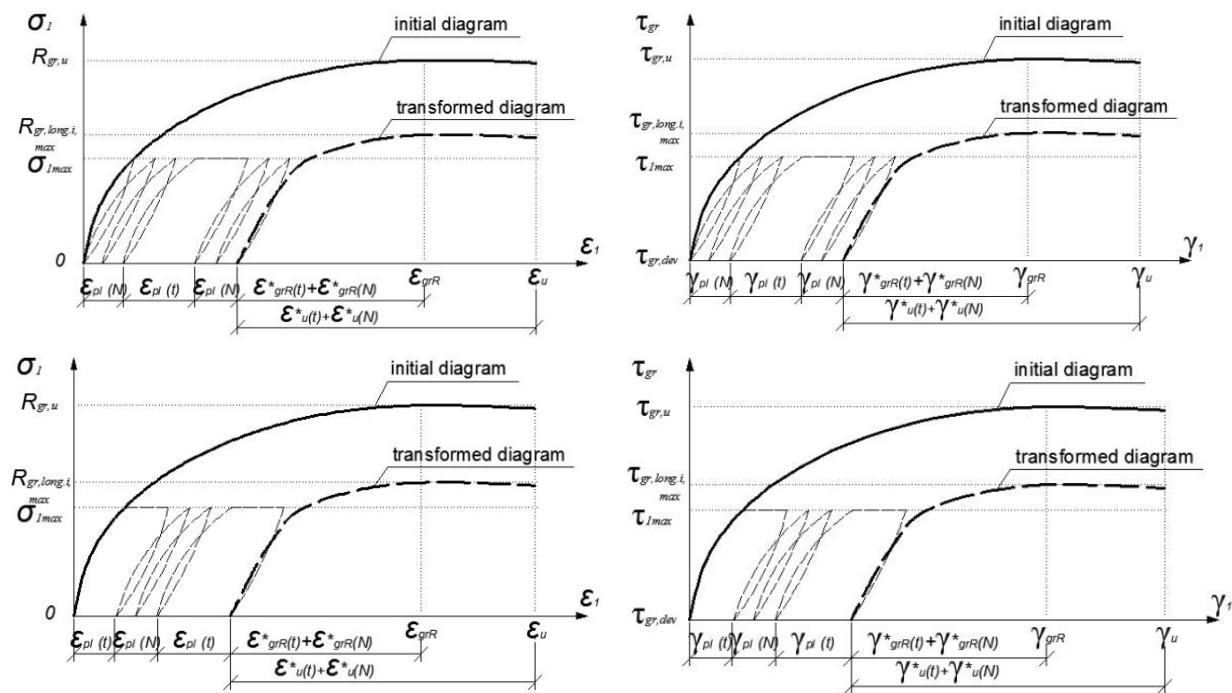 σ1
initial diagram
Rgr,u
transformed diagram
Rgr,long.i,
max
σ1max
0
ε1
εpl (N)
εpl (t)
εpl (N)
ε*grR(t)+ε*grR(N)
εgrR
εu
ε*u(t)+ε*u(N)
τgr
initial diagram
τgr,u
transformed diagram
τgr,long.i,
max
τ1max
τgr,dev
γ1
γpl (N)
γpl (t)
γpl (N)
γ*grR(t)+γ*grR(N)
γgrR
γu
γ*u(t)+γ*u(N)
σ1
initial diagram
Rgr,u
transformed diagram
Rgr,long.i,
max
σ1max
0
ε1
εpl (t)
εpl (N)
εpl (t)
ε*grR(t)+ε*grR(N)
εgrR
εu
ε*u(t)+ε*u(N)
τgr
initial diagram
τgr,u
transformed diagram
τgr,long.i,
max
τ1max
τgr,dev
γ1
γpl (t)
γpl (N)
γpl (t)
γ*grR(t)+γ*grR(N)
γgrR
γu
γ*u(t)+γ*u(N)